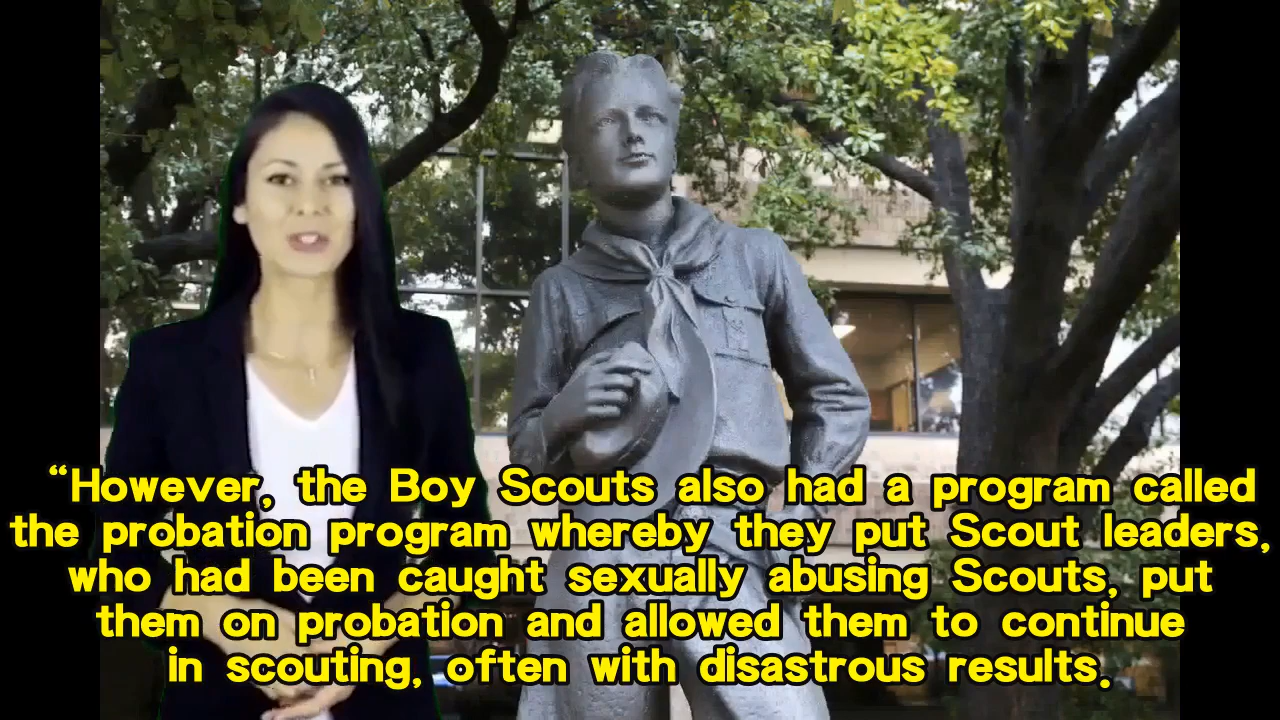 “However, the Boy Scouts also had a program called
the probation program whereby they put Scout leaders,
who had been caught sexually abusing Scouts, put
them on probation and allowed them to continue
in scouting, often with disastrous results.